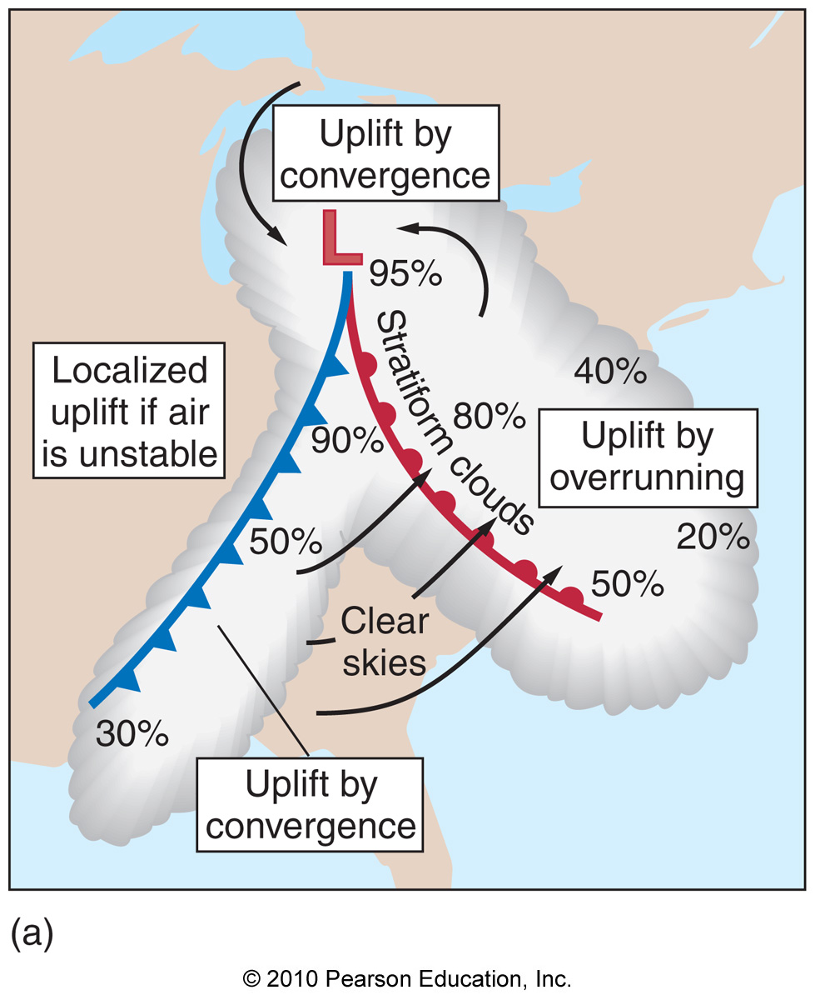 Uplift by
convergence
L
95%
Stratiform clouds
40%
Localized
uplift if air
is unstable
80%
90%
Uplift by
overrunning
50%
20%
50%
Clear
skies
30%
Uplift by
convergence
(a)
© 2010 Pearson Education, Inc.